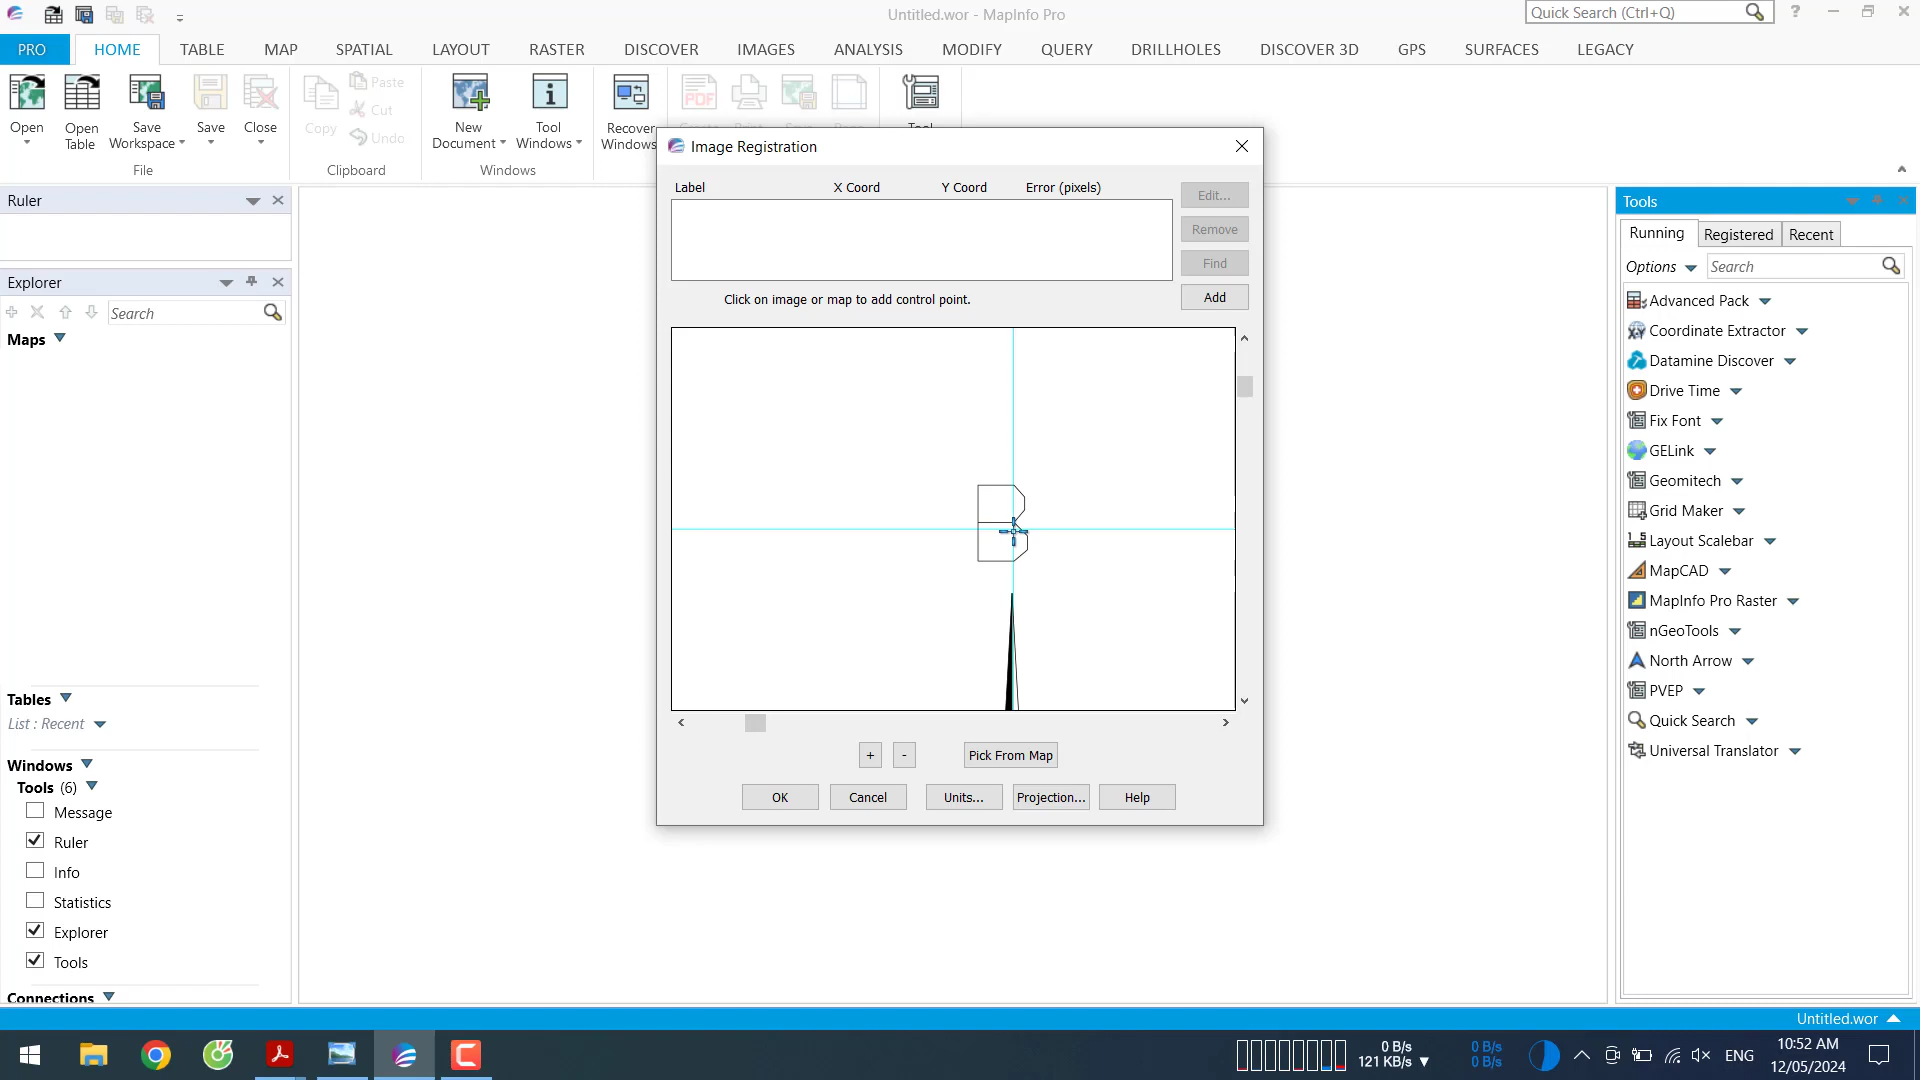 Untitled.wor - MapInfo Pro
Quick Search (Ctrl+Q)
PRO
HOME
TABLE
MAP
SPATIAL
LAYOUT
RASTER
DISCOVER
IMAGES
ANALYSIS
MODIFY
QUERY
DRILLHOLES
DISCOVER 3D
GPS
SURFACES
LEGACY
Open
Open
Table
Save
Workspace
Save
Close
File
Copy
Paste
Cut
Undo
Clipboard
New
Document
Tool
Windows
Windows
Recover
Windows
PDF
Tool
Ruler
Explorer
Search
Maps
Tables
List : Recent
Windows
Tools (6)
Message
Ruler
Info
Statistics
Explorer
Tools
Connections
Image Registration
Label
X Coord
Y Coord
Error (pixels)
Edit...
Remove
Find
Add
Click on image or map to add control point.
B
+
-
Pick From Map
OK
Cancel
Units...
Projection...
Help
Tools
Running
Registered
Recent
Options
Search
Advanced Pack
Coordinate Extractor
Datamine Discover
Drive Time
Fix Font
GELink
Geomitech
Grid Maker
Layout Scalebar
MapCAD
MapInfo Pro Raster
nGeoTools
North Arrow
PVEP
Quick Search
Universal Translator
Untitled.wor
0 B/s
121 KB/s
0 B/s
0 B/s
ENG
10:52 AM
12/05/2024